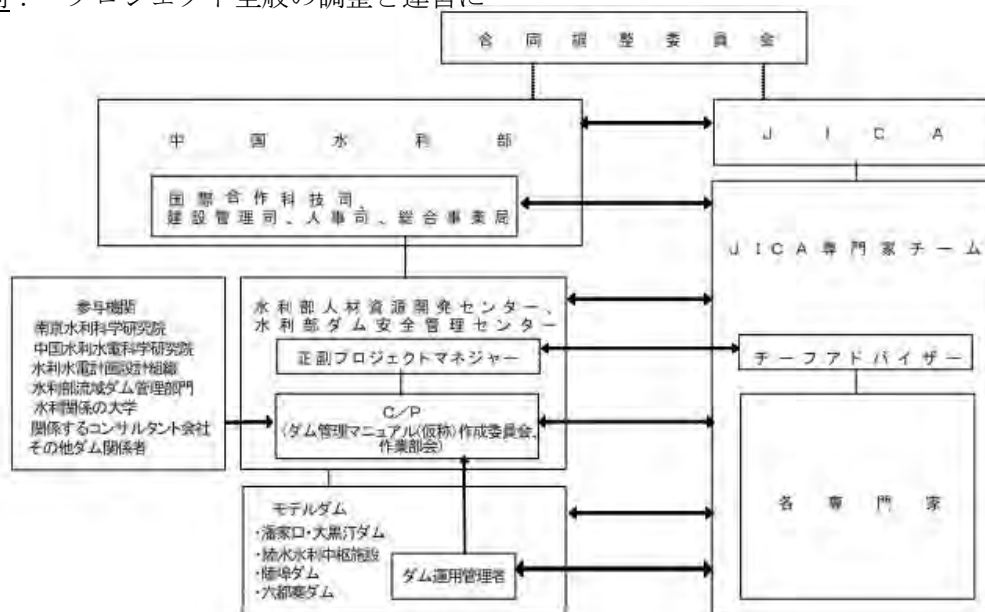 ：　プロジェクト全般の調整と運営に
合同調整委員会
中国水利部
JICA
国際合作科技司、
建設管理司、人事司、総合事業局
JICA専門家チーム
参与機関
南京水利科学研究院
中国水利水電科学研究院
水利水電計画設計組織
水利部流域ダム管理部門
水利関係の大学
関係するコンサルタント会社
その他ダム関係者
水利部人材資源開発センター、
水利部ダム安全管理センター
正副プロジェクトマネジャー
チーフアドバイザー
C/P
(ダム管理マニュアル(仮称)作成委員会、
作業部会)
各専門家
モデルダム
・潘家口・大黒汀ダム
水利中枢施設
ダム
ダム
ダム運用管理者